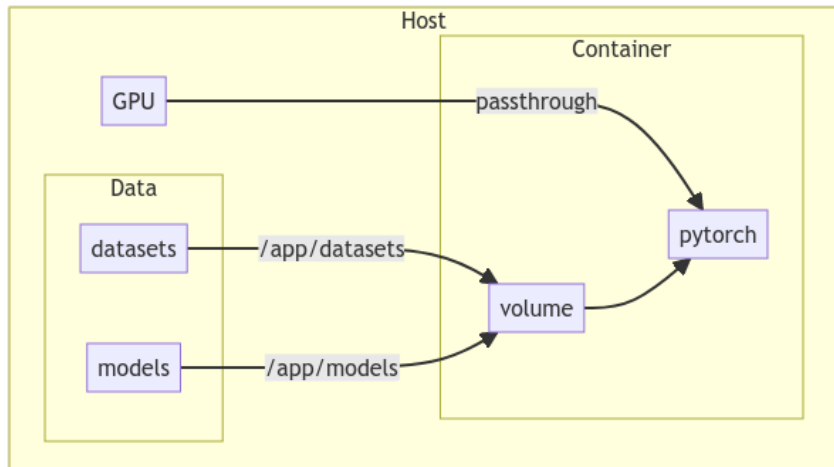 Host
Container
GPU
passthrough
Data
datasets
/app/datasets
pytorch
volume
models
/app/models